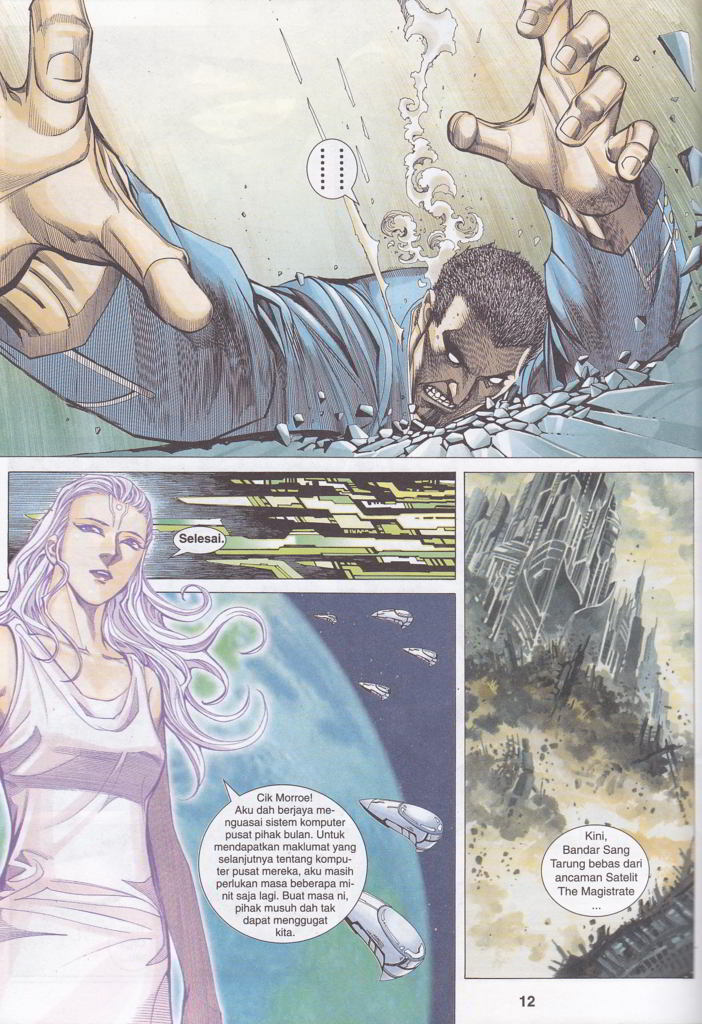 Selesai.
Cik Morroe!
Aku dah berjaya me-
nguasai sistem komputer
pusat pihak bulan. Untuk
mendapatkan maklumat yang
selanjutnya tentang kompu-
ter pusat mereka, aku masih
perlukan masa beberapa mi-
nit saja lagi. Buat masa ni,
pihak musuh dah tak
dapat menggugat
kita.
Kini,
Bandar Sang
Tarung bebas dari
ancaman Satelit
The Magistrate
...
12